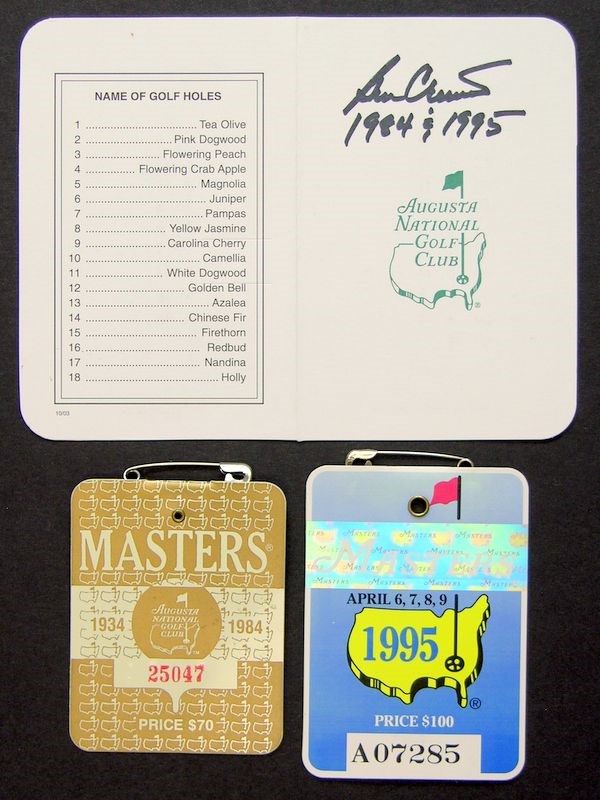 NAME OF GOLF HOLES
1 .................................... Tea Olive
2 ............................ Pink Dogwood
3 ........................ Flowering Peach
4 ............... Flowering Crab Apple
5 ..................................... Magnolia
6 ........................................ Juniper
7 ...................................... Pampas
8 .......................... Yellow Jasmine
9 .......................... Carolina Cherry
10 ..................................... Camellia
11 .......................... White Dogwood
12 ................................. Golden Bell
13 ........................................ Azalea
14 ................................. Chinese Fir
15 ..................................... Firethorn
16 ...................................... Redbud
17 ...................................... Nandina
18 ........................................... Holly
10/03
Ben Crenshaw
1984 & 1995
AUGUSTA
NATIONAL
GOLF
CLUB
®
MASTERS®
1934 1984
AUGUSTA
NATIONAL
GOLF
CLUB
TM
25047
PRICE $70
MASTERS
APRIL 6, 7, 8, 9
1995
®
PRICE $100
A07285